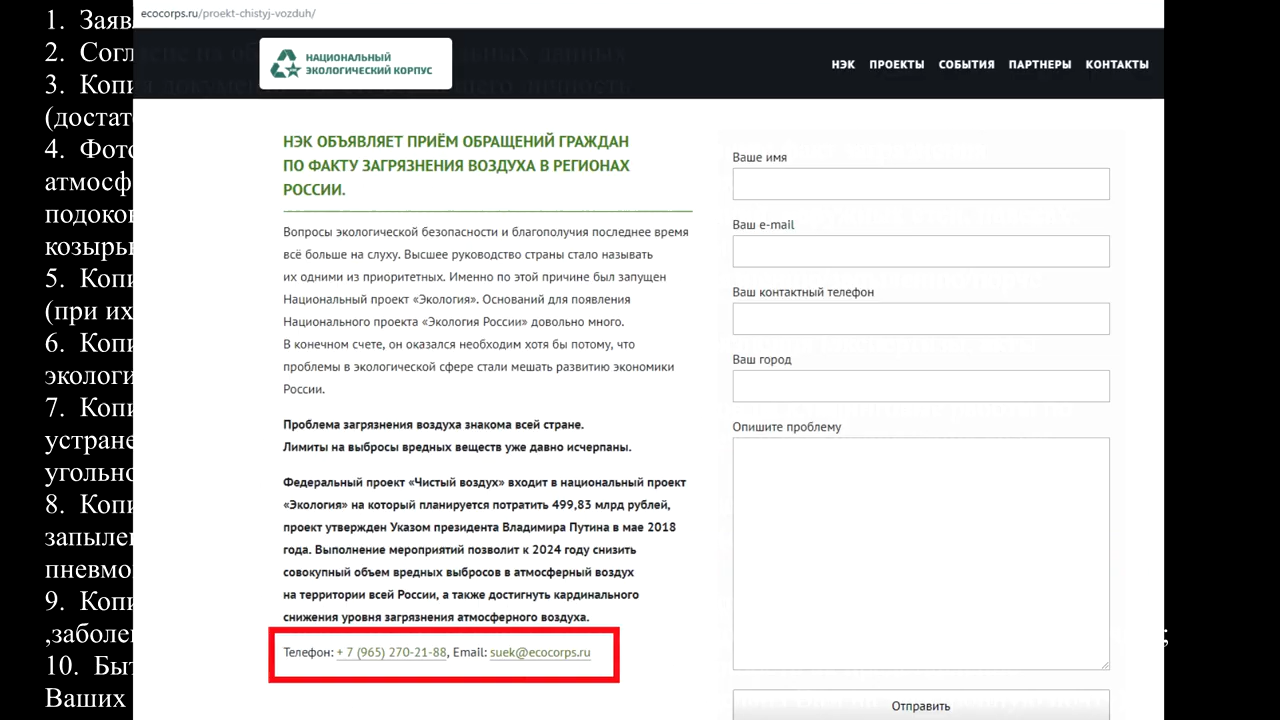 ecocorps.ru/proekt-chistyj-vozduh/
НАЦИОНАЛЬНЫЙ
ЭКОЛОГИЧЕСКИЙ КОРПУС
НЭК ПРОЕКТЫ СОБЫТИЯ ПАРТНЕРЫ КОНТАКТЫ
НЭК ОБЪЯВЛЯЕТ ПРИЁМ ОБРАЩЕНИЙ ГРАЖДАН
ПО ФАКТУ ЗАГРЯЗНЕНИЯ ВОЗДУХА В РЕГИОНАХ
РОССИИ.
Вопросы экологической безопасности и благополучия последнее время
всё больше на слуху. Высшее руководство страны стало называть
их одними из приоритетных. Именно по этой причине был запущен
Национальный проект «Экология». Оснований для появления
Национального проекта «Экология России» довольно много.
В конечном счете, он оказался необходим хотя бы потому, что
проблемы в экологической сфере стали мешать развитию экономики
России.
Проблема загрязнения воздуха знакома всей стране.
Лимиты на выбросы вредных веществ уже давно исчерпаны.
Федеральный проект «Чистый воздух» входит в национальный проект
«Экология» на который планируется потратить 499,83 млрд рублей,
проект утвержден Указом президента Владимира Путина в мае 2018
года. Выполнение мероприятий позволит к 2024 году снизить
совокупный объем вредных выбросов в атмосферный воздух
на территории всей России, а также достигнуть кардинального
снижения уровня загрязнения атмосферного воздуха.
Телефон: + 7 (965) 270-21-88, Email: suek@ecocorps.ru
Ваше имя
Ваш e-mail
Ваш контактный телефон
Ваш город
Опишите проблему
Отправить
1. Заяв
2. Согл
3. Копи
(достат
4. Фото
атмосф
подокон
козырьк
5. Копи
(при их
6. Копи
экологи
7. Копи
устране
угольно
8. Копи
запылен
пневмо
9. Копи
,заболе
10. Быт
Ваших